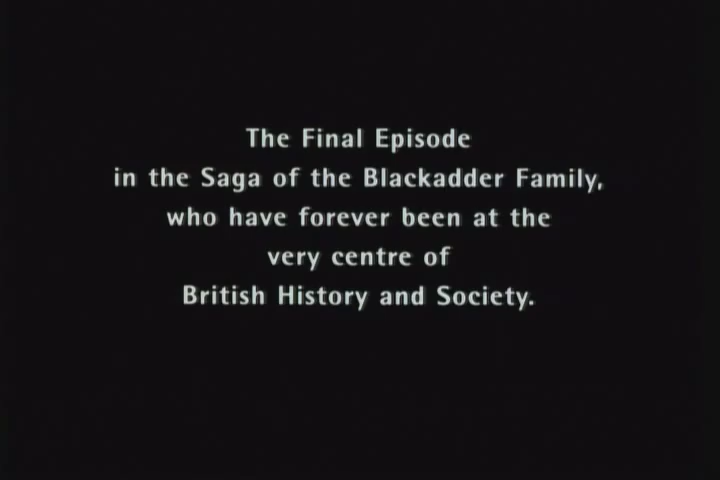 The Final Episode
in the Saga of the Blackadder Family,
who have forever been at the
very centre of
British History and Society.